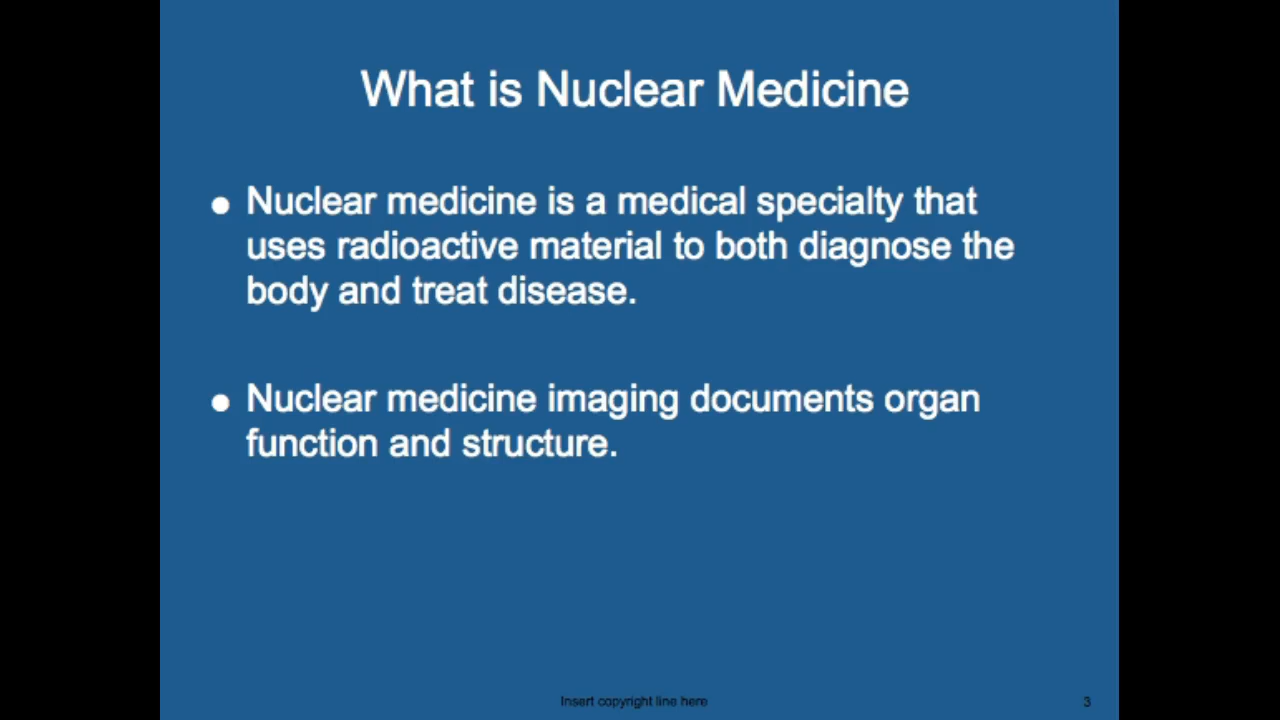 What is Nuclear Medicine
• Nuclear medicine is a medical specialty that
uses radioactive material to both diagnose the
body and treat disease.
• Nuclear medicine imaging documents organ
function and structure.
Insert copyright line here
3